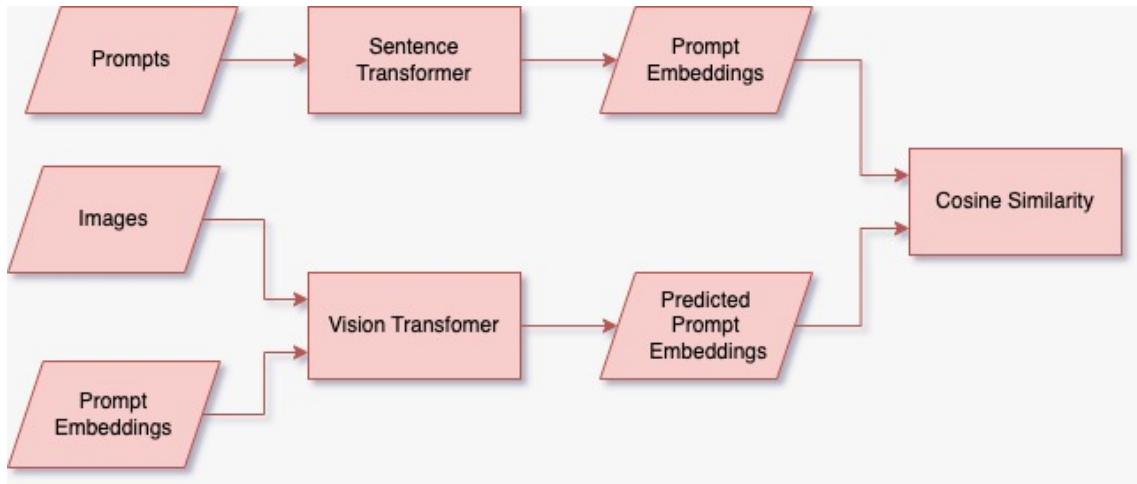 Prompts
Sentence
Transformer
Prompt
Embeddings
Images
Cosine Similarity
Vision Transfomer
Predicted
Prompt
Embeddings
Prompt
Embeddings